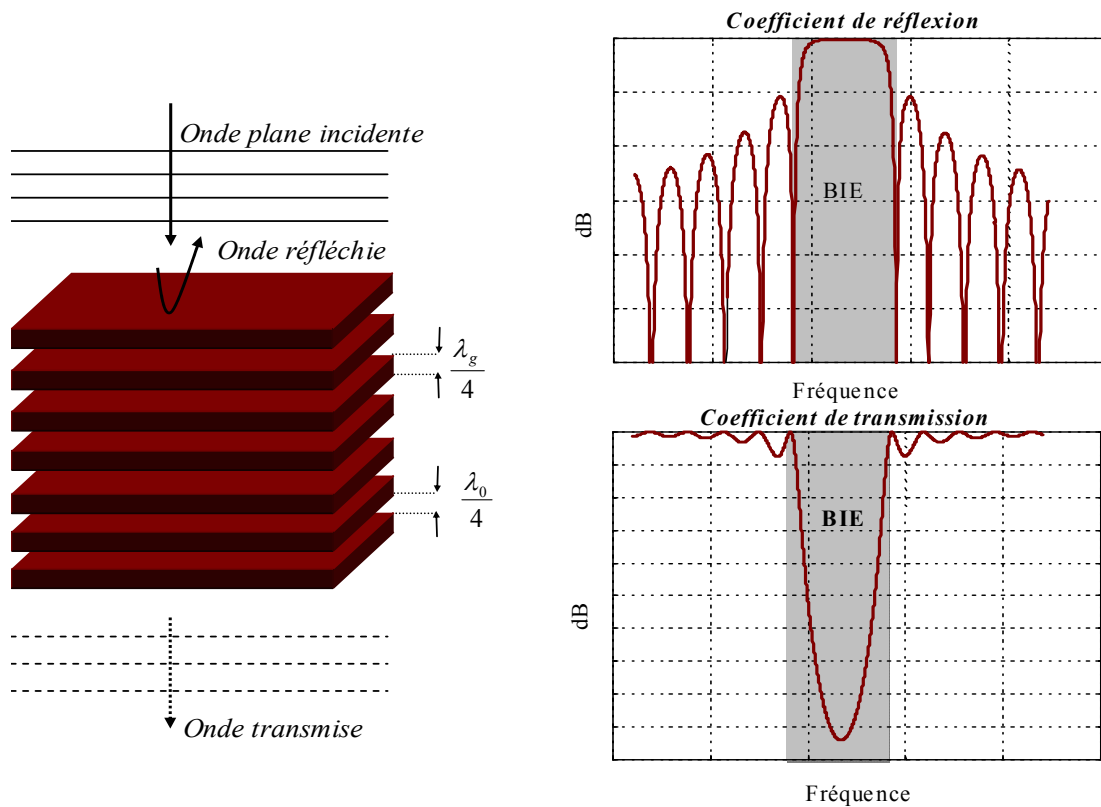 Onde plane incidente
Onde réfléchie
λg/4
λ0/4
Onde transmise
Coefficient de réflexion
BIE
dB
Fréquence
Coefficient de transmission
BIE
dB
Fréquence